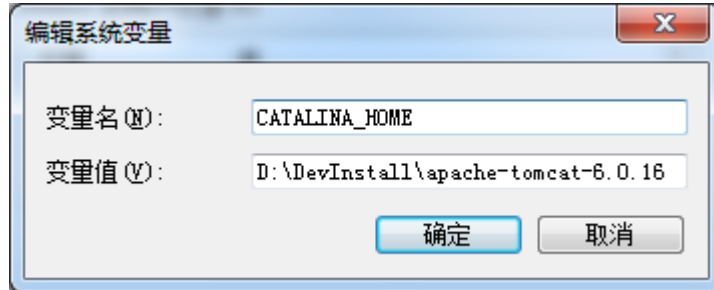 编辑系统变量
变量名(N):
CATALINA_HOME
变量值(V):
D:\DevInstall\apache-tomcat-6.0.16
确定
取消